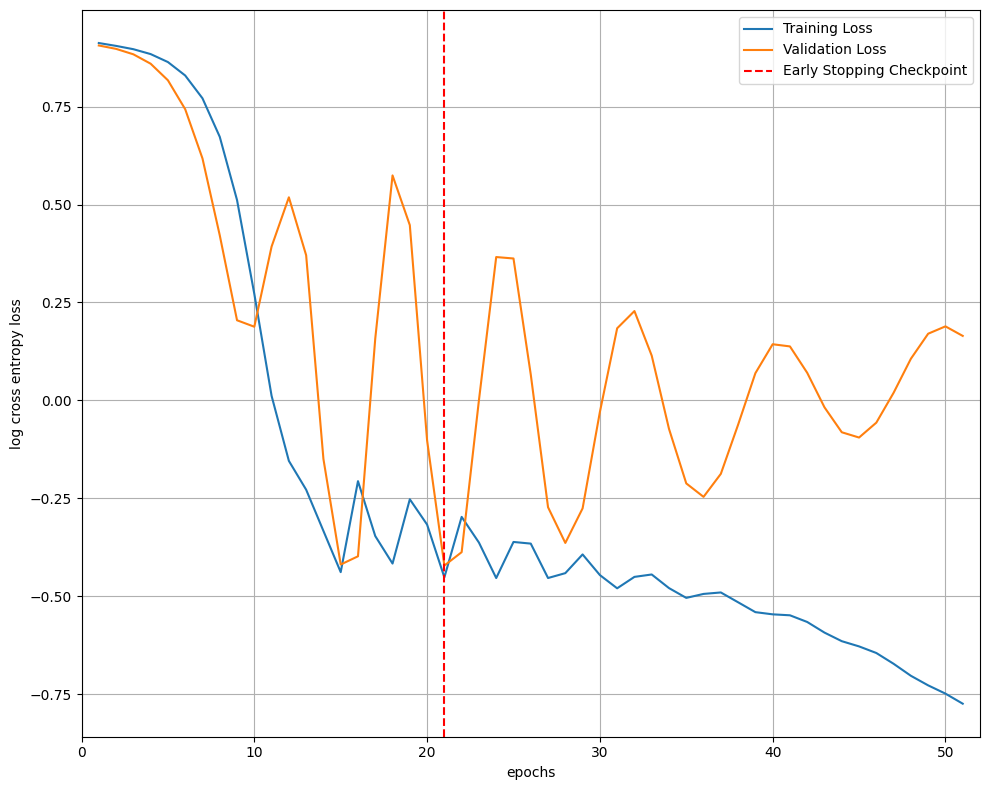 Training Loss
Validation Loss
Early Stopping Checkpoint
0.75
0.50
0.25
0.00
−0.25
−0.50
−0.75
log cross entropy loss
0 10 20 30 40 50
epochs